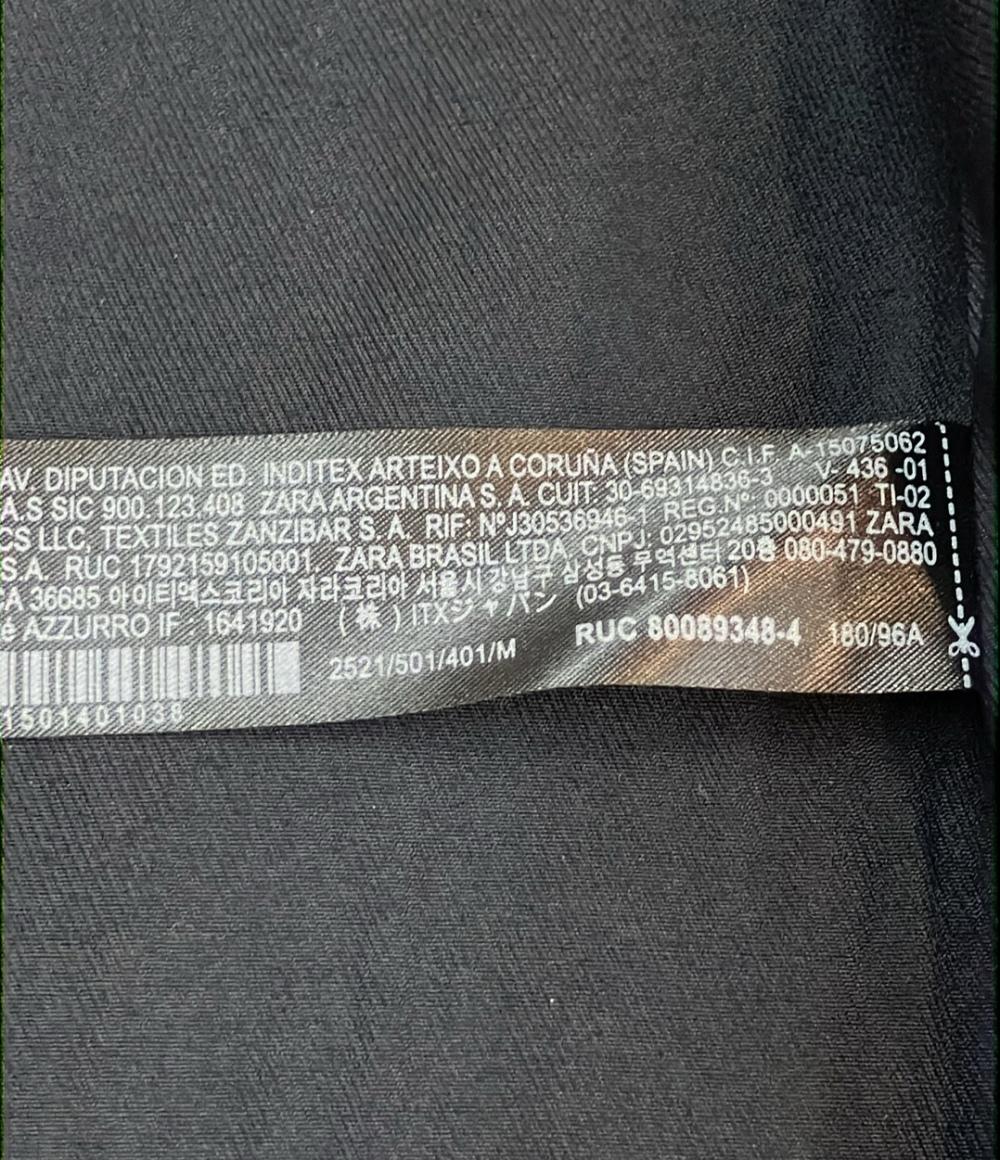 AV. DIPUTACION ED. INDITEX ARTEIXO A CORUÑA (SPAIN) C.I.F. A-15075062
A.S SIC 900.123.408 ZARA ARGENTINA S. A. CUIT: 30-69314836-3 V- 436 -01
CS LLC, TEXTILES ZANZIBAR S. A. RIF: NºJ30536946-1 REG.Nº 0000051 TI-02
S.A. RUC 1792159105001 ZARA BRASIL LTDA, CNPJ: 02952485000491 ZARA
A 36685 아이티엑스코리아 자라코리아 서울시 강남구 삼성동 무역센터 20층 080-479-0880
e AZZURRO IF : 1641920 (株) ITXジャパン (03-6415-8061)
2521/501/401/M RUC 80089348-4 180/96A
1501401038